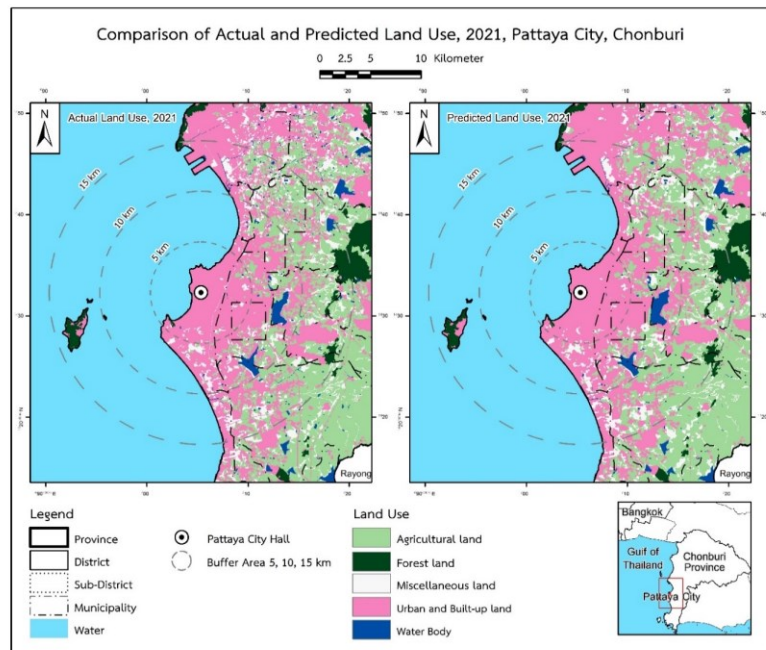 Comparison of Actual and Predicted Land Use, 2021, Pattaya City, Chonburi
0 2.5 5 10 Kilometer
N
Actual Land Use, 2021
15 km
10 km
5 km
Rayong
N
Predicted Land Use, 2021
15 km
10 km
5 km
Rayong
Legend
Province
District
Sub-District
Municipality
Water
Pattaya City Hall
Buffer Area 5, 10, 15 km
Land Use
Agricultural land
Forest land
Miscellaneous land
Urban and Built-up land
Water Body
Bangkok
Gulf of
Thailand
Chonburi
Province
Pattaya City